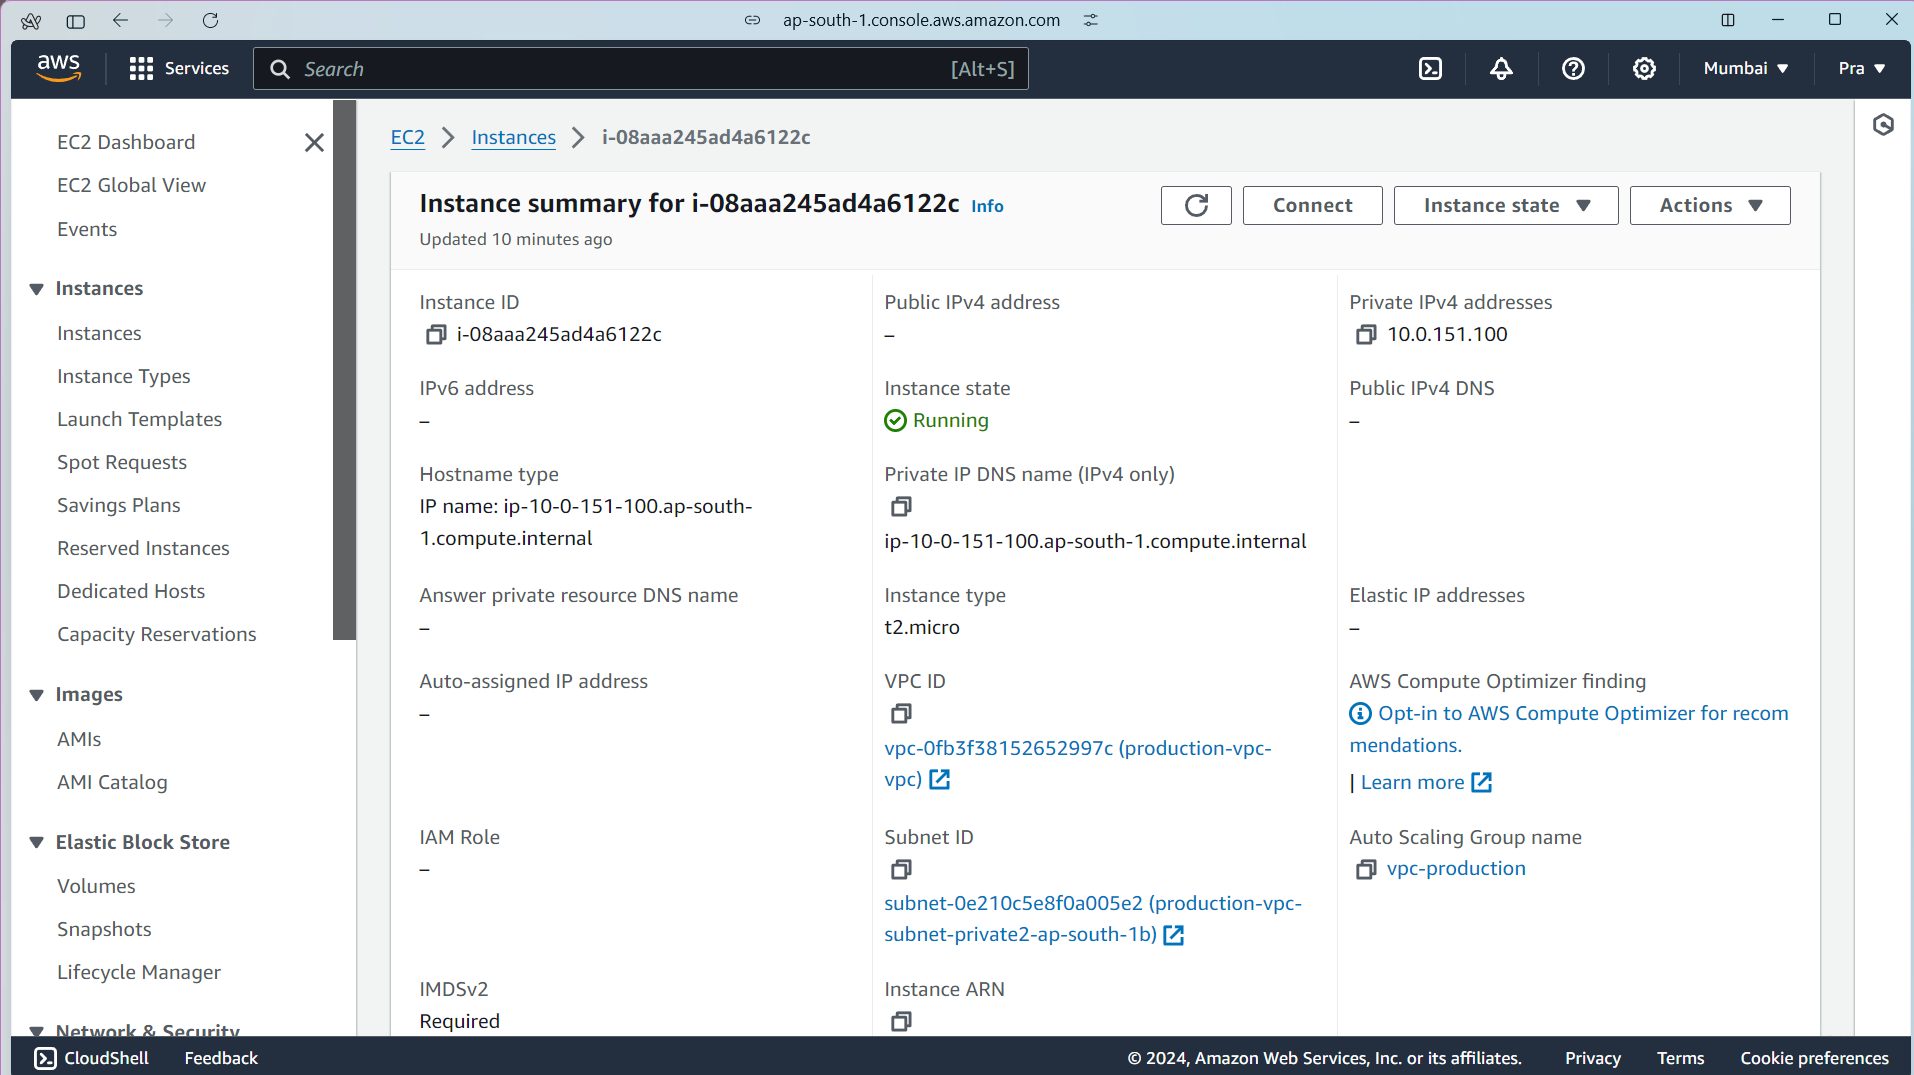 ap-south-1.console.aws.amazon.com
aws
Services
Search
[Alt+S]
Mumbai
Pra
EC2 Dashboard
EC2 Global View
Events
Instances
Instances
Instance Types
Launch Templates
Spot Requests
Savings Plans
Reserved Instances
Dedicated Hosts
Capacity Reservations
Images
AMIs
AMI Catalog
Elastic Block Store
Volumes
Snapshots
Lifecycle Manager
Network & Security
EC2
Instances
i-08aaa245ad4a6122c
Instance summary for i-08aaa245ad4a6122c Info
Updated 10 minutes ago
Connect
Instance state
Actions
Instance ID
i-08aaa245ad4a6122c
Public IPv4 address
–
Private IPv4 addresses
10.0.151.100
IPv6 address
–
Instance state
Running
Public IPv4 DNS
–
Hostname type
IP name: ip-10-0-151-100.ap-south-
1.compute.internal
Private IP DNS name (IPv4 only)
ip-10-0-151-100.ap-south-1.compute.internal
Answer private resource DNS name
–
Instance type
t2.micro
Elastic IP addresses
–
Auto-assigned IP address
–
VPC ID
vpc-0fb3f38152652997c (production-vpc-
vpc)
AWS Compute Optimizer finding
Opt-in to AWS Compute Optimizer for recom
mendations.
| Learn more
IAM Role
–
Subnet ID
subnet-0e210c5e8f0a005e2 (production-vpc-
subnet-private2-ap-south-1b)
Auto Scaling Group name
vpc-production
IMDSv2
Required
Instance ARN
CloudShell
Feedback
© 2024, Amazon Web Services, Inc. or its affiliates.
Privacy
Terms
Cookie preferences